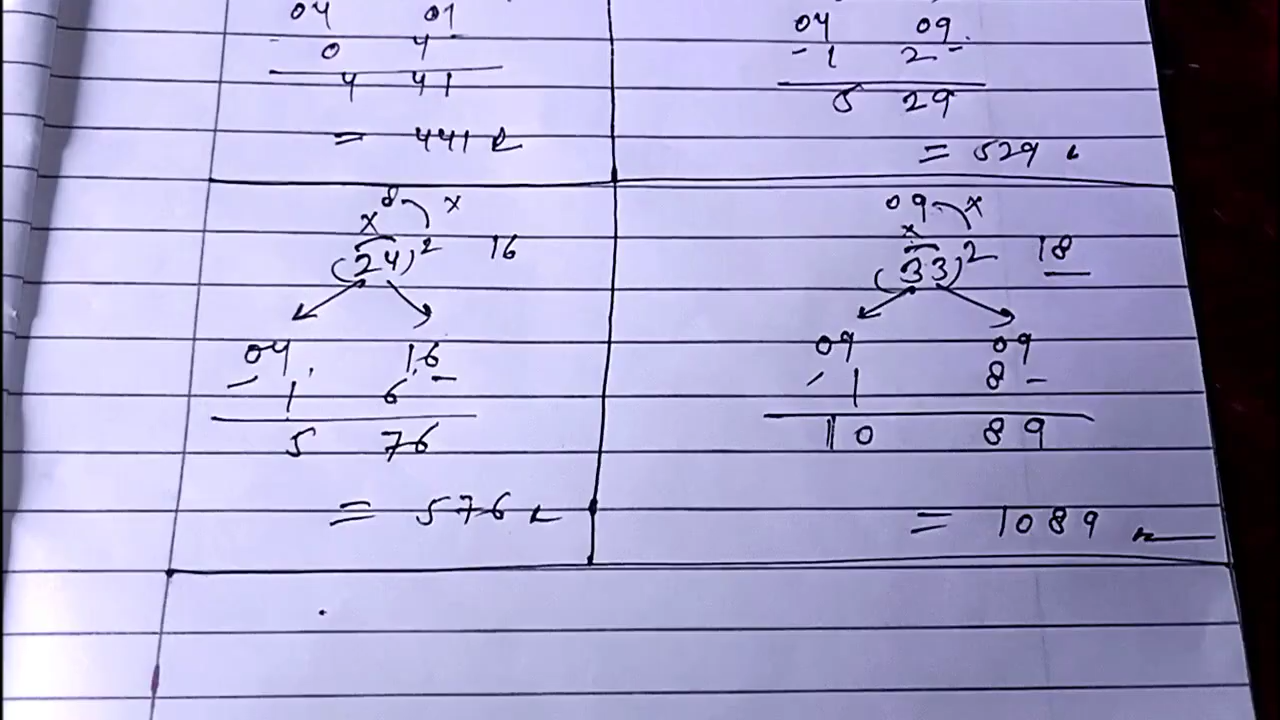 04 01
0 4
4 41
= 441
04 09
- 1 2 -
5 29
= 529
8 x
x
(24)² 16
04 16
- 1 6 -
5 76
= 576
09 x
x
(33)² 18
09 09
- 1 8 -
10 89
= 1089